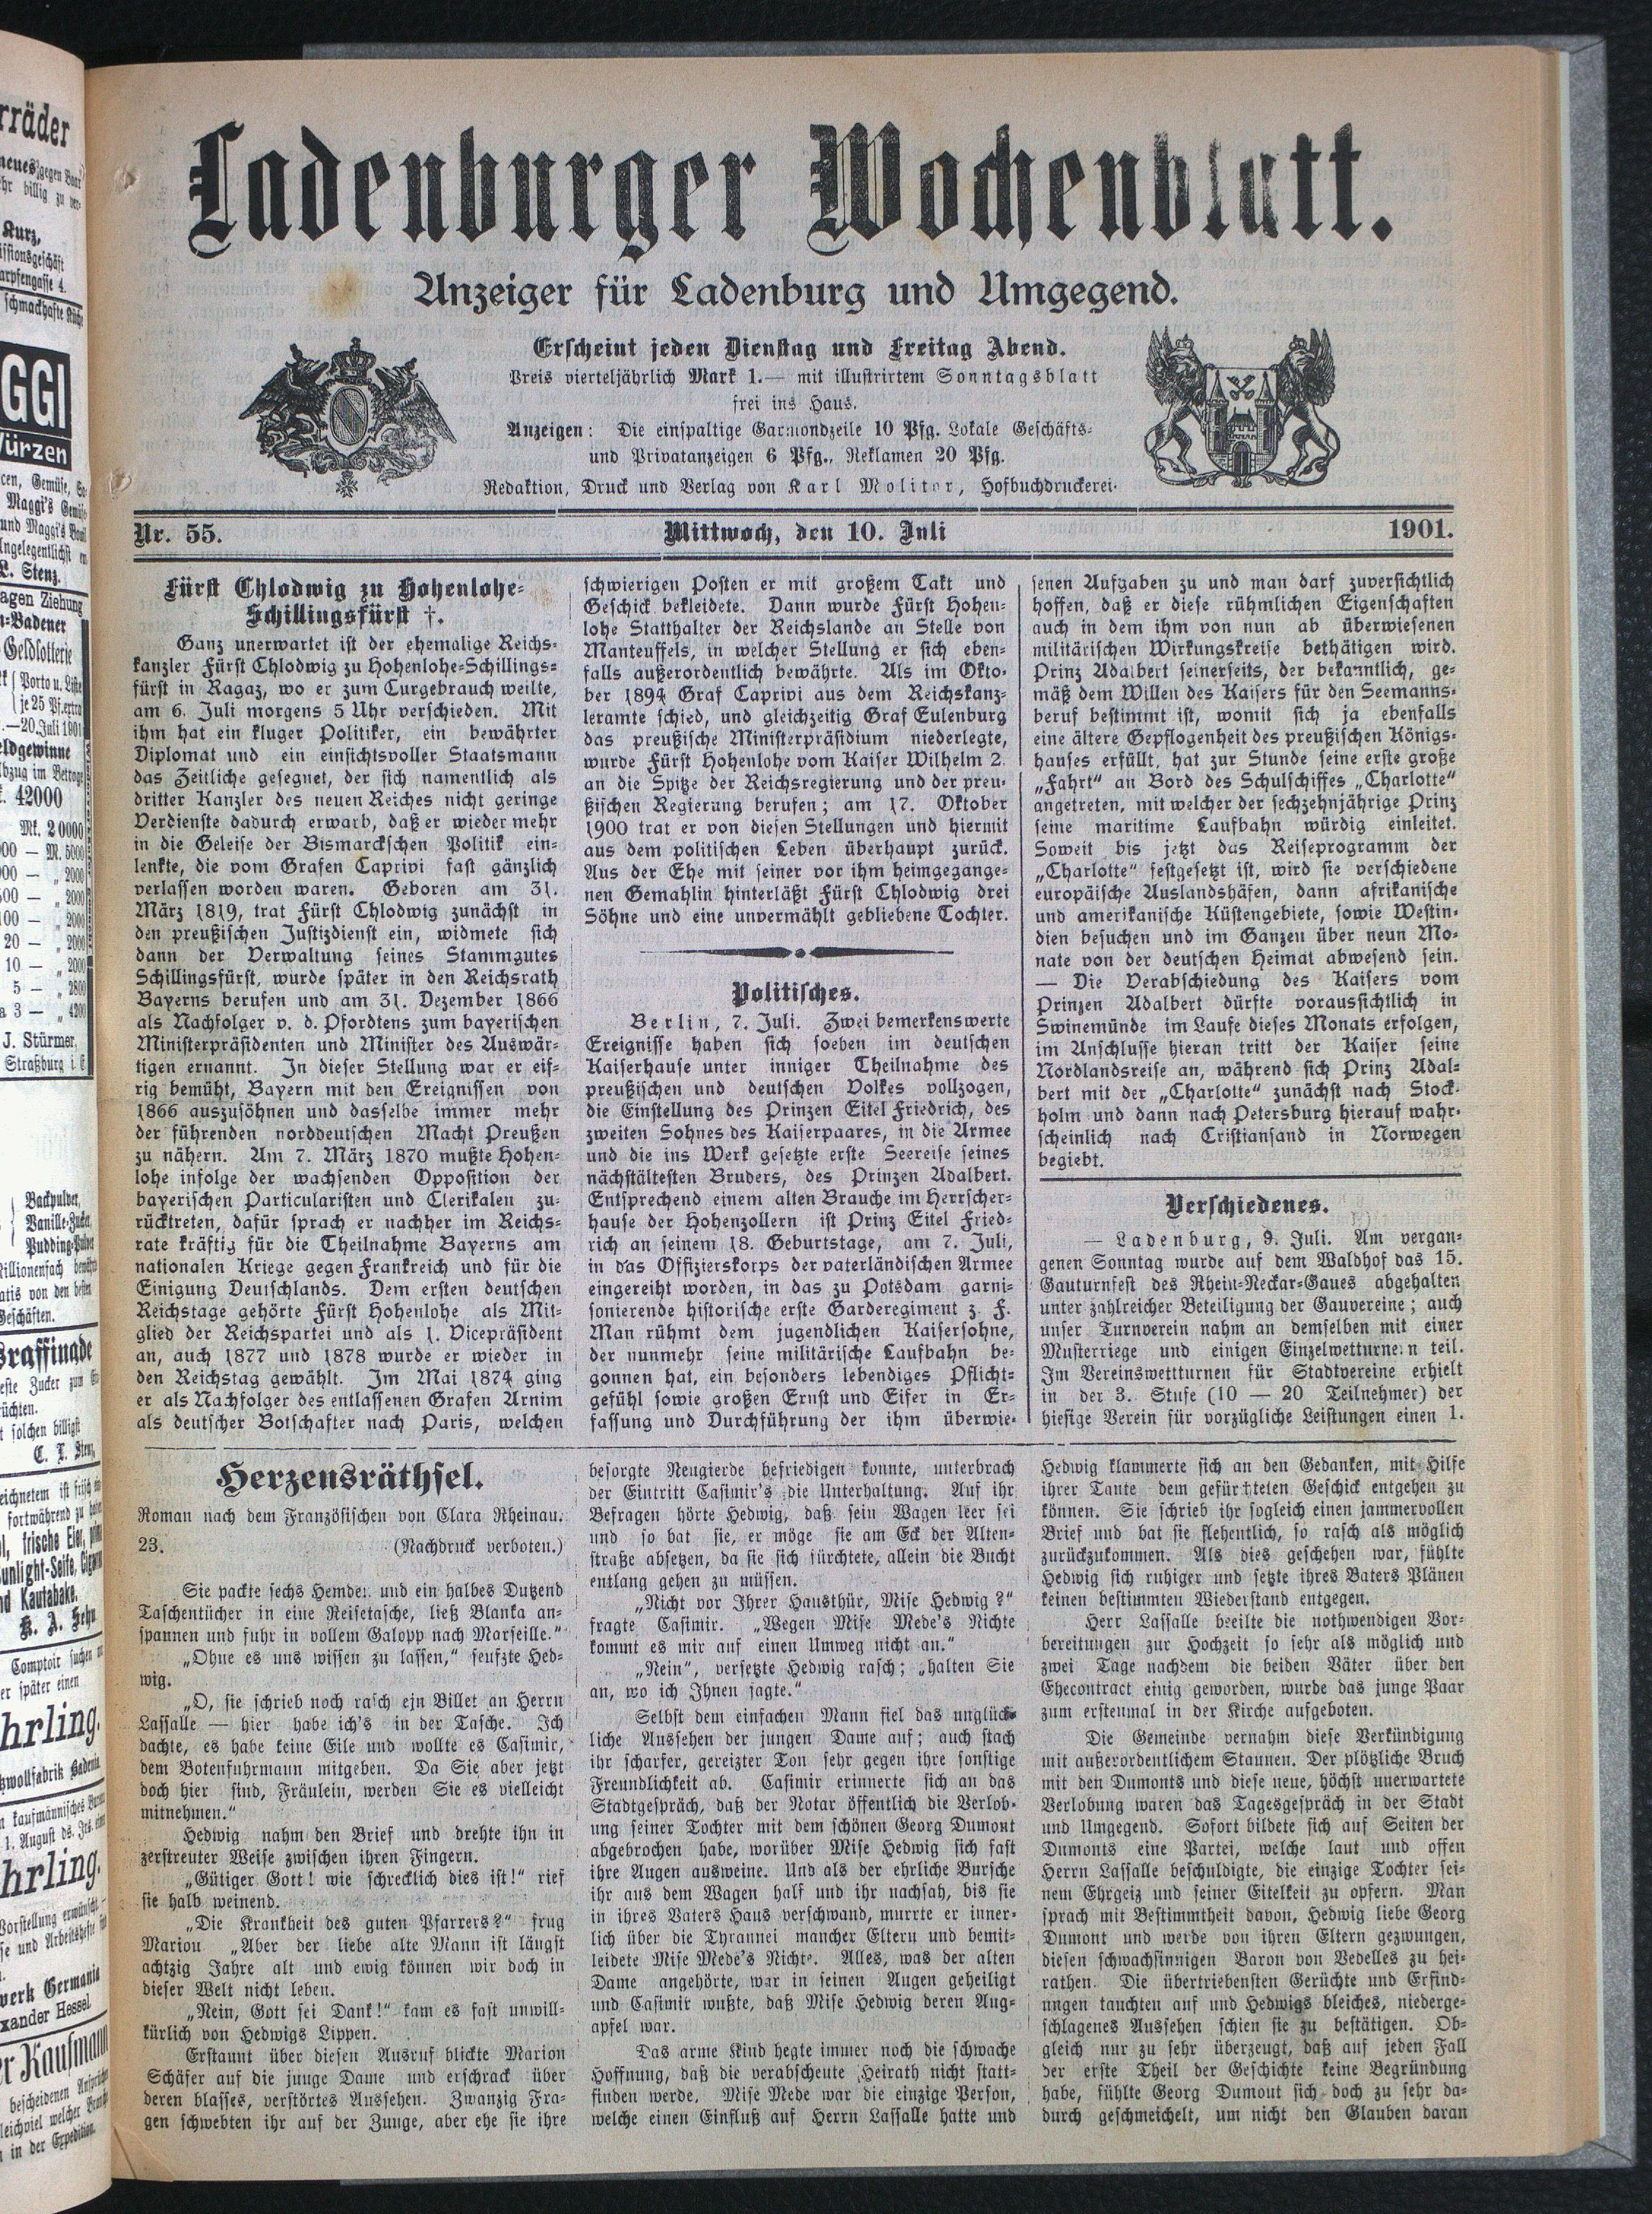 Ladenburger Wochenblatt.
Anzeiger für Ladenburg und Umgegend.
Erscheint jeden Dienstag und Freitag Abend.
Preis vierteljährlich Mark 1.— mit illustrirtem Sonntagsblatt
frei ins Haus.
Anzeigen: Die einspaltige Garmondzeile 10 Pfg. Lokale Geschäfts-
und Privatanzeigen 6 Pfg., Reklamen 20 Pfg.
Redaktion, Druck und Verlag von Karl Molitor, Hofbuchdruckerei.
Nr. 55. Mittwoch, den 10. Juli 1901.
Fürst Chlodwig zu Hohenlohe-
Schillingsfürst †.
Ganz unerwartet ist der ehemalige Reichs-
kanzler Fürst Chlodwig zu Hohenlohe-Schillings-
fürst in Ragaz, wo er zum Curgebrauch weilte,
am 6. Juli morgens 5 Uhr verschieden. Mit
ihm hat ein kluger Politiker, ein bewährter
Diplomat und ein einsichtsvoller Staatsmann
das Zeitliche gesegnet, der sich namentlich als
dritter Kanzler des neuen Reiches nicht geringe
Verdienste dadurch erwarb, daß er wieder mehr
in die Geleise der Bismarckschen Politik ein-
lenkte, die vom Grafen Caprivi fast gänzlich
verlassen worden waren. Geboren am 31.
März 1819, trat Fürst Chlodwig zunächst in
den preußischen Justizdienst ein, widmete sich
dann der Verwaltung seines Stammgutes
Schillingsfürst, wurde später in den Reichsrath
Bayerns berufen und am 31. Dezember 1866
als Nachfolger v. d. Pfordtens zum bayerischen
Ministerpräsidenten und Minister des Auswär-
tigen ernannt. In dieser Stellung war er eif-
rig bemüht, Bayern mit den Ereignissen von
1866 auszusöhnen und dasselbe immer mehr
der führenden norddeutschen Macht Preußen
zu nähern. Am 7. März 1870 mußte Hohen-
lohe infolge der wachsenden Opposition der
bayerischen Particularisten und Clerikalen zu-
rücktreten, dafür sprach er nachher im Reichs-
rate kräftig für die Theilnahme Bayerns am
nationalen Kriege gegen Frankreich und für die
Einigung Deutschlands. Dem ersten deutschen
Reichstage gehörte Fürst Hohenlohe als Mit-
glied der Reichspartei und als 1. Vicepräsident
an, auch 1877 und 1878 wurde er wieder in
den Reichstag gewählt. Im Mai 1874 ging
er als Nachfolger des entlassenen Grafen Arnim
als deutscher Botschafter nach Paris, welchen
schwierigen Posten er mit großem Takt und
Geschick bekleidete. Dann wurde Fürst Hohen-
lohe Statthalter der Reichslande an Stelle von
Manteuffels, in welcher Stellung er sich eben-
falls außerordentlich bewährte. Als im Okto-
ber 1894 Graf Caprivi aus dem Reichskanz-
leramte schied, und gleichzeitig Graf Eulenburg
das preußische Ministerpräsidium niederlegte,
wurde Fürst Hohenlohe vom Kaiser Wilhelm 2.
an die Spitze der Reichsregierung und der preu-
ßischen Regierung berufen; am 17. Oktober
1900 trat er von diesen Stellungen und hiermit
aus dem politischen Leben überhaupt zurück.
Aus der Ehe mit seiner vor ihm heimgegange-
nen Gemahlin hinterläßt Fürst Chlodwig drei
Söhne und eine unvermählt gebliebene Tochter.
Politisches.
Berlin, 7. Juli. Zwei bemerkenswerte
Ereignisse haben sich soeben im deutschen
Kaiserhause unter inniger Theilnahme des
preußischen und deutschen Volkes vollzogen,
die Einstellung des Prinzen Eitel Friedrich, des
zweiten Sohnes des Kaiserpaares, in die Armee
und die ins Werk gesetzte erste Seereise seines
nächstältesten Bruders, des Prinzen Adalbert.
Entsprechend einem alten Brauche im Herrscher-
hause der Hohenzollern ist Prinz Eitel Fried-
rich an seinem 18. Geburtstage, am 7. Juli,
in das Offizierskorps der vaterländischen Armee
eingereiht worden, in das zu Potsdam garni-
sonierende historische erste Garderegiment z. F.
Man rühmt dem jugendlichen Kaisersohne,
der nunmehr seine militärische Laufbahn be-
gonnen hat, ein besonders lebendiges Pflicht-
gefühl sowie großen Ernst und Eifer in Er-
fassung und Durchführung der ihm überwie-
senen Aufgaben zu und man darf zuversichtlich
hoffen, daß er diese rühmlichen Eigenschaften
auch in dem ihm von nun ab überwiesenen
militärischen Wirkungskreise bethätigen wird.
Prinz Adalbert seinerseits, der bekanntlich, ge-
mäß dem Willen des Kaisers für den Seemanns-
beruf bestimmt ist, womit sich ja ebenfalls
eine ältere Gepflogenheit des preußischen Königs-
hauses erfüllt, hat zur Stunde seine erste große
„Fahrt“ an Bord des Schulschiffes „Charlotte“
angetreten, mit welcher der sechzehnjährige Prinz
seine maritime Laufbahn würdig einleitet.
Soweit bis jetzt das Reiseprogramm der
„Charlotte“ festgesetzt ist, wird sie verschiedene
europäische Auslandshäfen, dann afrikanische
und amerikanische Küstengebiete, sowie Westin-
dien besuchen und im Ganzen über neun Mo-
nate von der deutschen Heimat abwesend sein.
— Die Verabschiedung des Kaisers vom
Prinzen Adalbert dürfte voraussichtlich in
Swinemünde im Laufe dieses Monats erfolgen,
im Anschlusse hieran tritt der Kaiser seine
Nordlandsreise an, während sich Prinz Adal-
bert mit der „Charlotte“ zunächst nach Stock-
holm und dann nach Petersburg hierauf wahr-
scheinlich nach Cristiansand in Norwegen
begiebt.
Verschiedenes.
— Ladenburg, 9. Juli. Am vergan-
genen Sonntag wurde auf dem Waldhof das 15.
Gauturnfest des Rhein-Neckar-Gaues abgehalten
unter zahlreicher Beteiligung der Gauvereine; auch
unser Turnverein nahm an demselben mit einer
Musterriege und einigen Einzelwetturnern teil.
Im Vereinswettturnen für Stadtvereine erhielt
in der 3. Stufe (10 — 20 Teilnehmer) der
hiesige Verein für vorzügliche Leistungen einen 1.
Herzensräthsel.
Roman nach dem Französischen von Clara Rheinau.
23. (Nachdruck verboten.)
Sie packte sechs Hemden und ein halbes Dutzend
Taschentücher in eine Reisetasche, ließ Blanka an-
spannen und fuhr in vollem Galopp nach Marseille.“
„Ohne es uns wissen zu lassen,“ seufzte Hed-
wig.
„O, sie schrieb noch rasch ein Billet an Herrn
Lassalle — hier habe ich's in der Tasche. Ich
dachte, es habe keine Eile und wollte es Casimir,
dem Botenfuhrmann mitgeben. Da Sie aber jetzt
doch hier sind, Fräulein, werden Sie es vielleicht
mitnehmen.“
Hedwig nahm den Brief und drehte ihn in
zerstreuter Weise zwischen ihren Fingern.
„Gütiger Gott! wie schrecklich dies ist!“ rief
sie halb weinend.
„Die Krankheit des guten Pfarrers?“ frug
Marion „Aber der liebe alte Mann ist längst
achtzig Jahre alt und ewig können wir doch in
dieser Welt nicht leben.
„Nein, Gott sei Dank!“ kam es fast unwill-
kürlich von Hedwigs Lippen.
Erstaunt über diesen Ausruf blickte Marion
Schäfer auf die junge Dame und erschrack über
deren blasses, verstörtes Aussehen. Zwanzig Fra-
gen schwebten ihr auf der Zunge, aber ehe sie ihre
besorgte Neugierde befriedigen konnte, unterbrach
der Eintritt Casimir's die Unterhaltung. Auf ihr
Befragen hörte Hedwig, daß sein Wagen leer sei
und so bat sie, er möge sie am Eck der Alten-
straße absetzen, da sie sich fürchtete, allein die Bucht
entlang gehen zu müssen.
„Nicht vor Ihrer Hausthür, Mise Hedwig?“
fragte Casimir. „Wegen Mise Mede's Nichte
kommt es mir auf einen Umweg nicht an.“
„Nein“, versetzte Hedwig rasch; „halten Sie
an, wo ich Ihnen sagte.“
Selbst dem einfachen Mann fiel das unglück-
liche Aussehen der jungen Dame auf; auch stach
ihr scharfer, gereizter Ton sehr gegen ihre sonstige
Freundlichkeit ab. Casimir erinnerte sich an das
Stadtgespräch, daß der Notar öffentlich die Verlob-
ung seiner Tochter mit dem schönen Georg Dumont
abgebrochen habe, worüber Mise Hedwig sich fast
ihre Augen ausweine. Und als der ehrliche Bursche
ihr aus dem Wagen half und ihr nachsah, bis sie
in ihres Vaters Haus verschwand, murrte er inner-
lich über die Tyrannei mancher Eltern und bemit-
leidete Mise Mede's Nichte. Alles, was der alten
Dame angehörte, war in seinen Augen geheiligt
und Casimir wußte, daß Mise Hedwig deren Aug-
apfel war.
Das arme Kind hegte immer noch die schwache
Hoffnung, daß die verabscheute Heirath nicht statt-
finden werde. Mise Mede war die einzige Person,
welche einen Einfluß auf Herrn Lassalle hatte und
Hedwig klammerte sich an den Gedanken, mit Hilfe
ihrer Tante dem gefürchteten Geschick entgehen zu
können. Sie schrieb ihr sogleich einen jammervollen
Brief und bat sie flehentlich, so rasch als möglich
zurückzukommen. Als dies geschehen war, fühlte
Hedwig sich ruhiger und setzte ihres Vaters Plänen
keinen bestimmten Wiederstand entgegen.
Herr Lassalle beeilte die nothwendigen Vor-
bereitungen zur Hochzeit so sehr als möglich und
zwei Tage nachdem die beiden Väter über den
Ehecontract einig geworden, wurde das junge Paar
zum erstenmal in der Kirche aufgeboten.
Die Gemeinde vernahm diese Verkündigung
mit außerordentlichem Staunen. Der plötzliche Bruch
mit den Dumonts und diese neue, höchst unerwartete
Verlobung waren das Tagesgespräch in der Stadt
und Umgegend. Sofort bildete sich auf Seiten der
Dumonts eine Partei, welche laut und offen
Herrn Lassalle beschuldigte, die einzige Tochter sei-
nem Ehrgeiz und seiner Eitelkeit zu opfern. Man
sprach mit Bestimmtheit davon, Hedwig liebe Georg
Dumont und werde von ihren Eltern gezwungen,
diesen schwachsinnigen Baron von Bedelles zu hei-
rathen. Die übertriebensten Gerüchte und Erfind-
ungen tauchten auf und Hedwigs bleiches, niederge-
schlagenes Aussehen schien sie zu bestätigen. Ob-
gleich nur zu sehr überzeugt, daß auf jeden Fall
der erste Theil der Geschichte keine Begründung
habe, fühlte Georg Dumont sich doch zu sehr da-
durch geschmeichelt, um nicht den Glauben daran